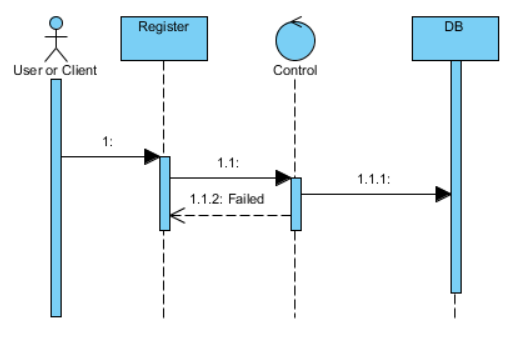 Register
DB
User or Client
Control
1:
1.1:
1.1.1:
1.1.2: Failed